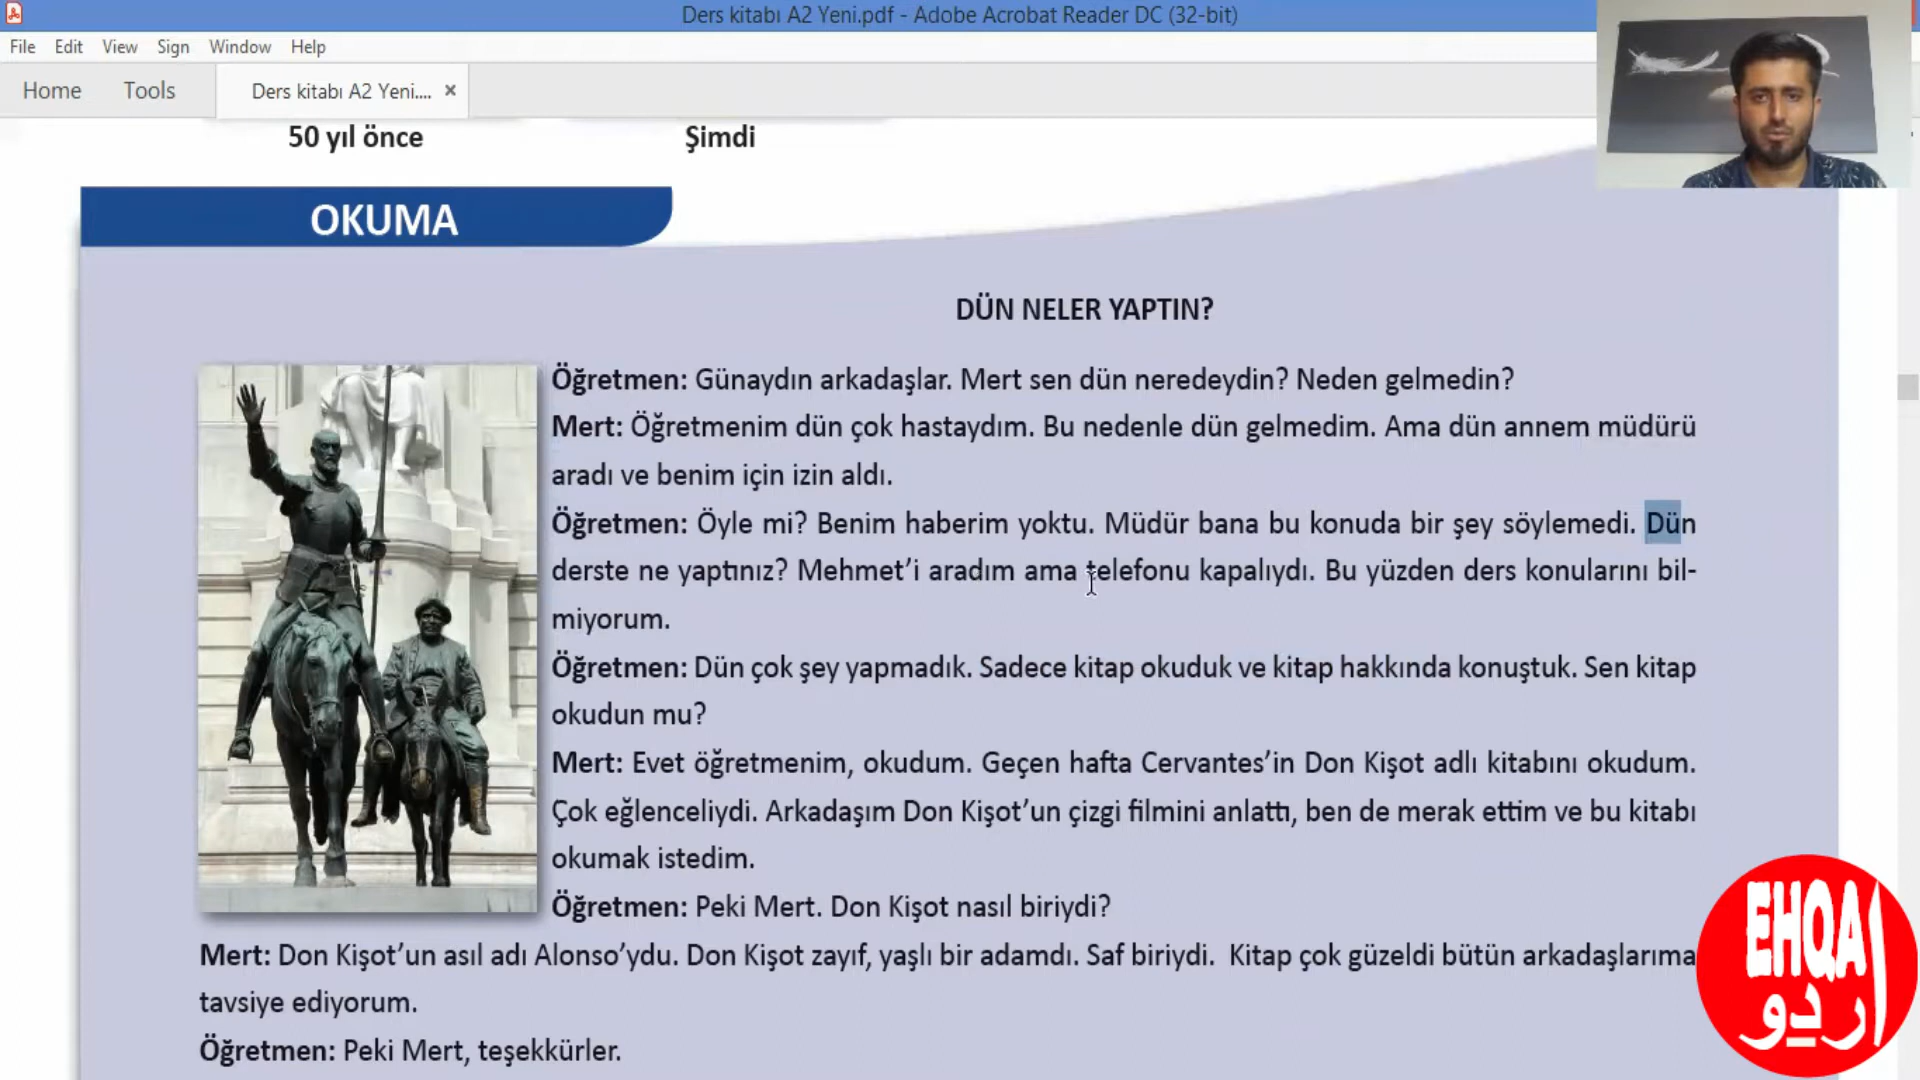 Ders kitabı A2 Yeni.pdf - Adobe Acrobat Reader DC (32-bit)
File Edit View Sign Window Help
Home Tools Ders kitabı A2 Yeni.... ×
50 yıl önce Şimdi
OKUMA
DÜN NELER YAPTIN?
Öğretmen: Günaydın arkadaşlar. Mert sen dün neredeydin? Neden gelmedin?
Mert: Öğretmenim dün çok hastaydım. Bu nedenle dün gelmedim. Ama dün annem müdürü
aradı ve benim için izin aldı.
Öğretmen: Öyle mi? Benim haberim yoktu. Müdür bana bu konuda bir şey söylemedi. Dün
derste ne yaptınız? Mehmet’i aradım ama telefonu kapalıydı. Bu yüzden ders konularını bil-
miyorum.
Öğretmen: Dün çok şey yapmadık. Sadece kitap okuduk ve kitap hakkında konuştuk. Sen kitap
okudun mu?
Mert: Evet öğretmenim, okudum. Geçen hafta Cervantes’in Don Kişot adlı kitabını okudum.
Çok eğlenceliydi. Arkadaşım Don Kişot’un çizgi filmini anlattı, ben de merak ettim ve bu kitabı
okumak istedim.
Öğretmen: Peki Mert. Don Kişot nasıl biriydi?
Mert: Don Kişot’un asıl adı Alonso’ydu. Don Kişot zayıf, yaşlı bir adamdı. Saf biriydi. Kitap çok güzeldi bütün arkadaşlarıma
tavsiye ediyorum.
Öğretmen: Peki Mert, teşekkürler.
EHQA
اردو